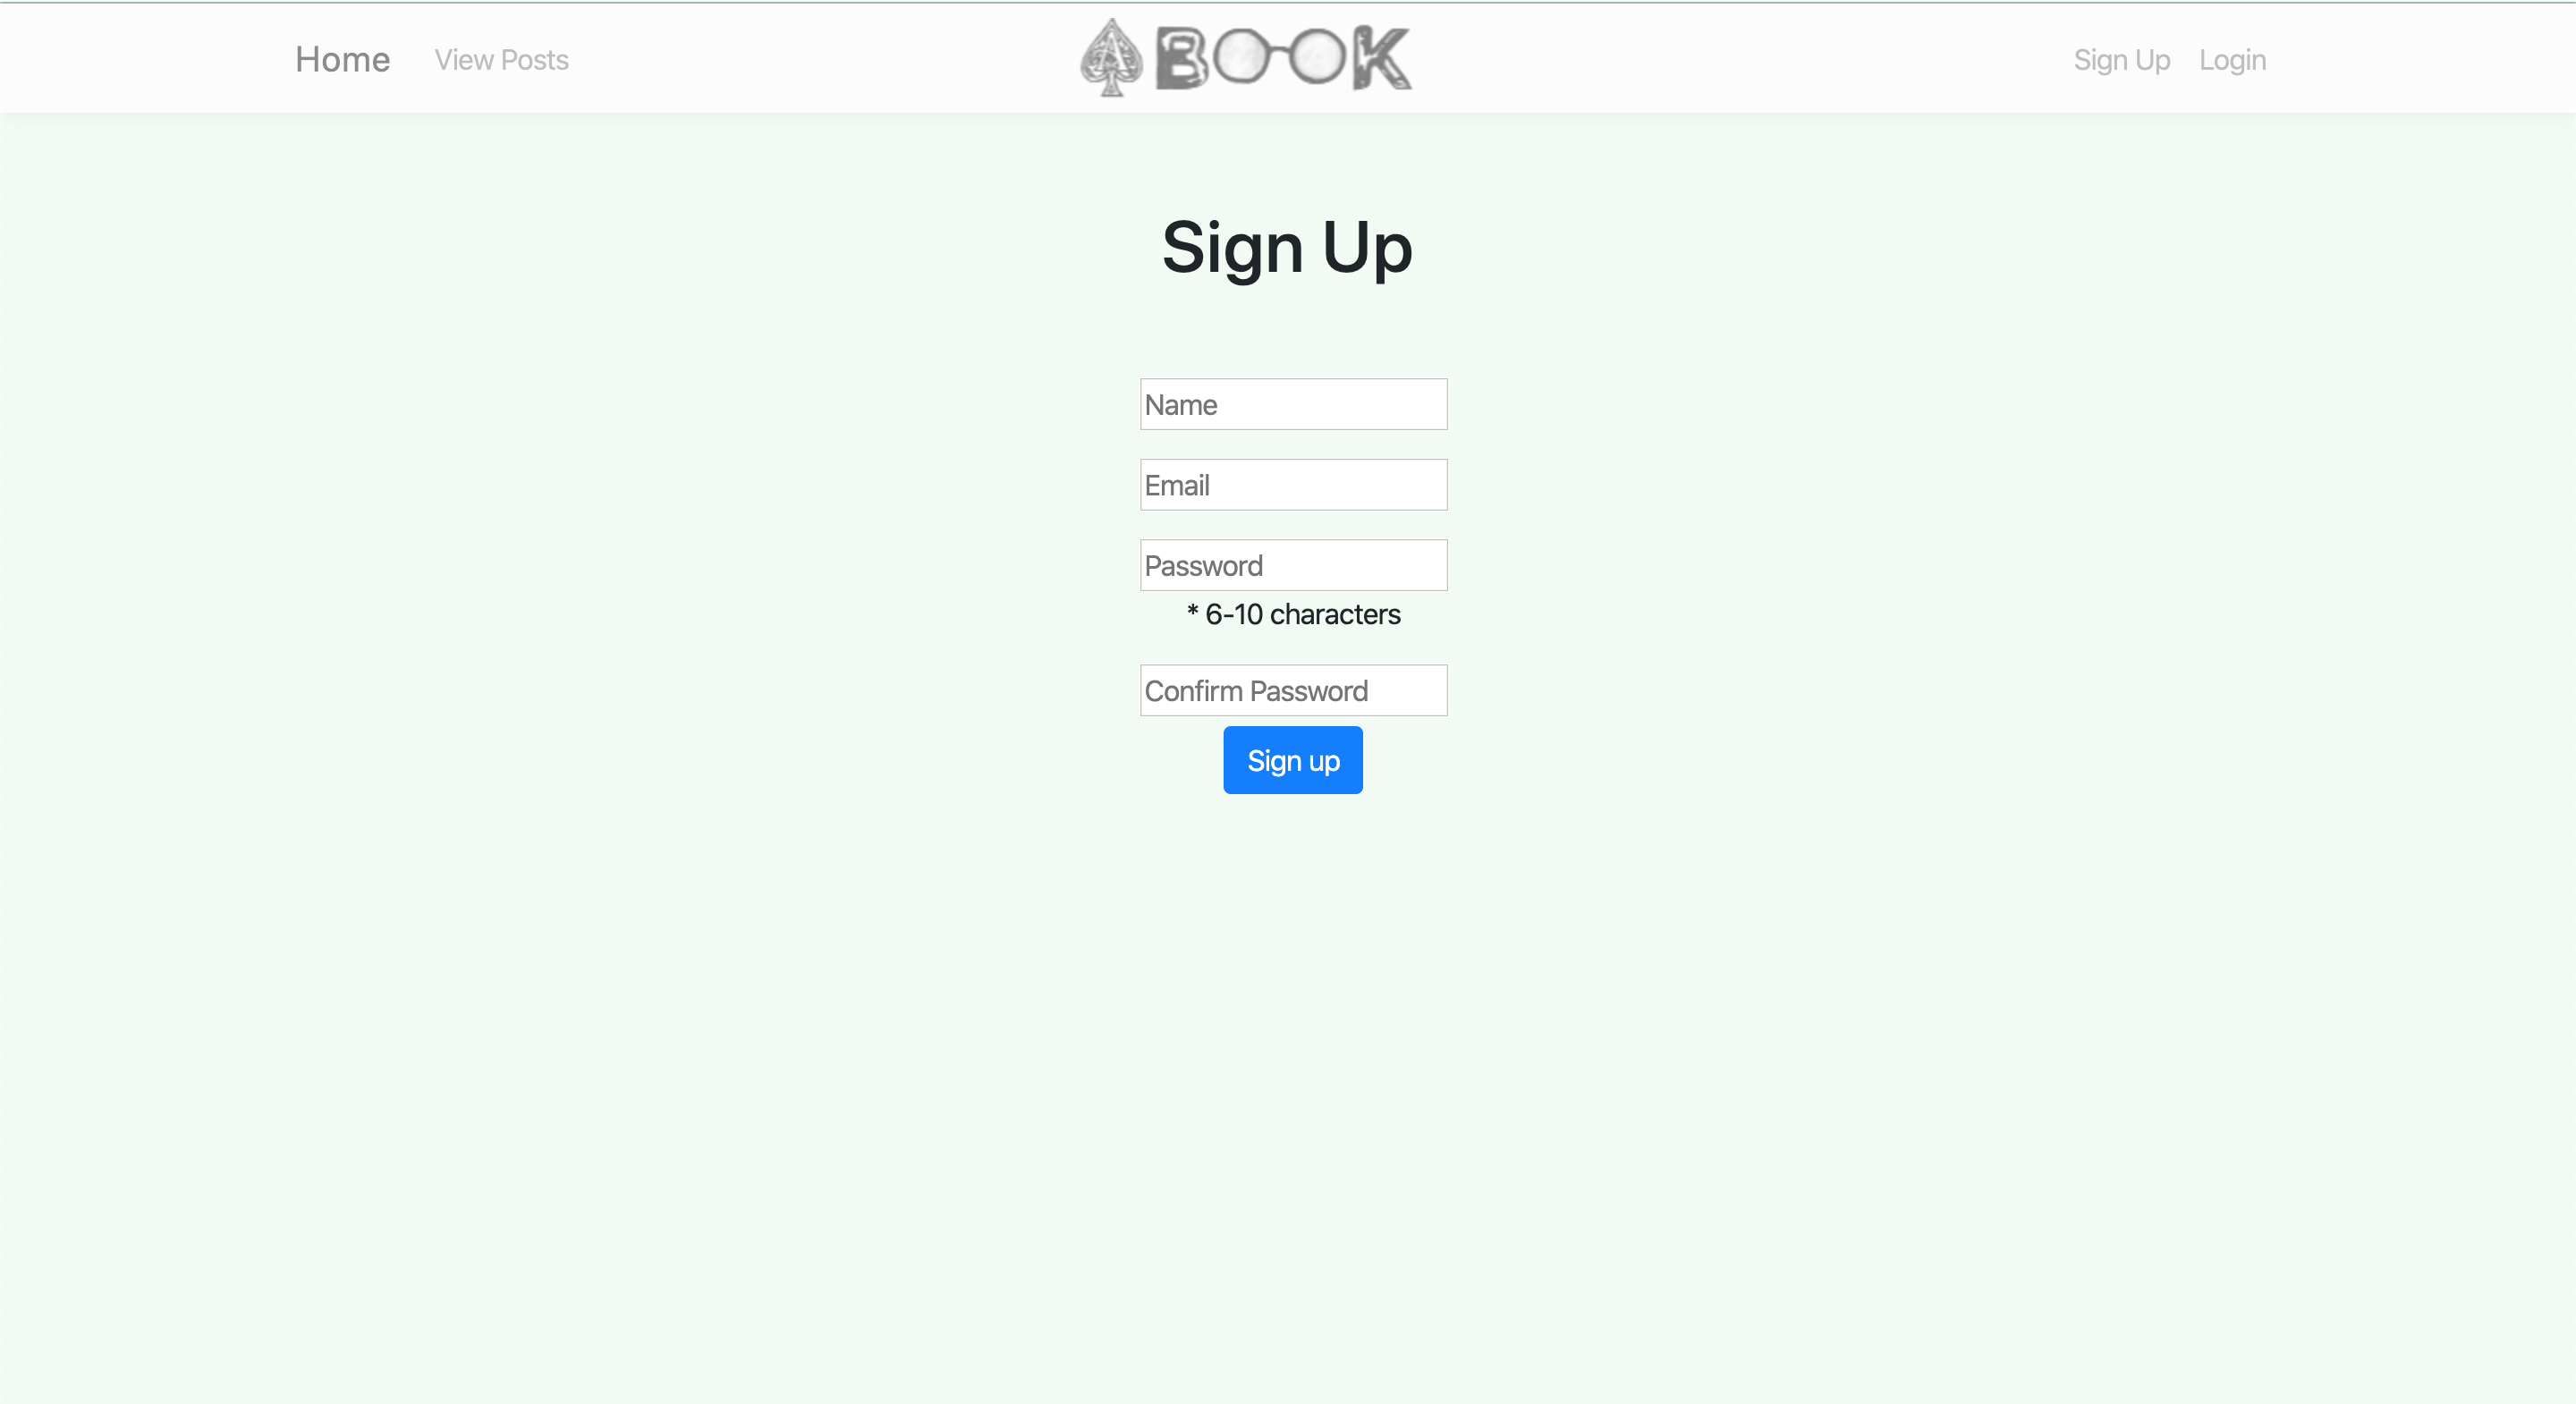 Home View Posts BOOK Sign Up Login
Sign Up
Name
Email
Password
* 6-10 characters
Confirm Password
Sign up